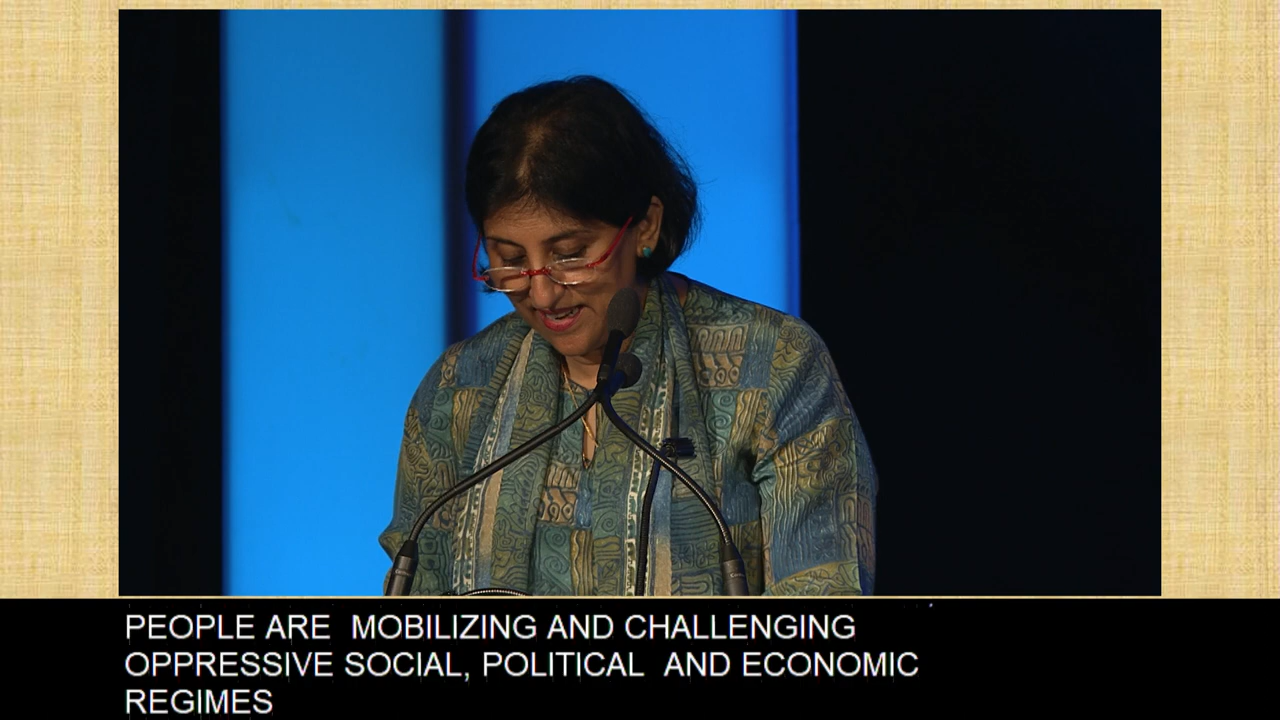 PEOPLE ARE  MOBILIZING AND CHALLENGING
OPPRESSIVE SOCIAL, POLITICAL  AND ECONOMIC
REGIMES